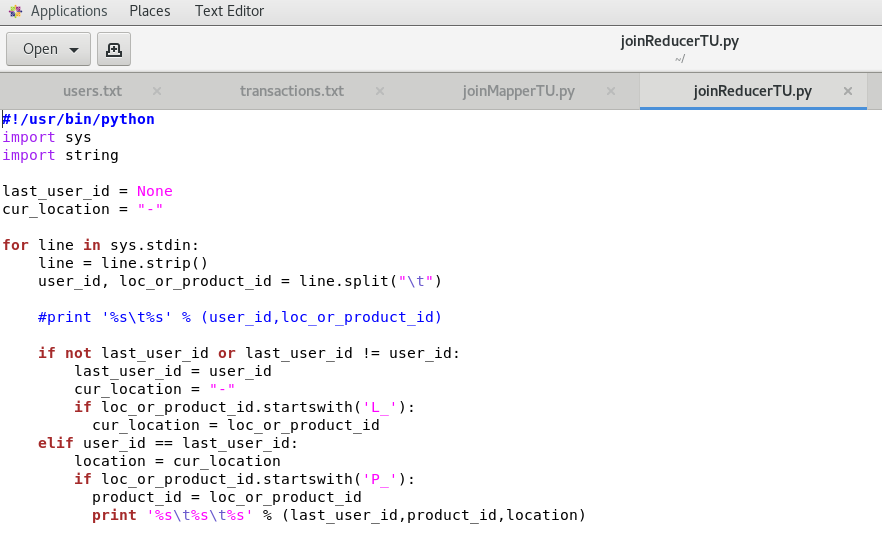 Applications Places Text Editor
Open joinReducerTU.py
~/
users.txt × transactions.txt × joinMapperTU.py × joinReducerTU.py ×
#!/usr/bin/python
import sys
import string

last_user_id = None
cur_location = "-"

for line in sys.stdin:
    line = line.strip()
    user_id, loc_or_product_id = line.split("\t")

    #print '%s\t%s' % (user_id,loc_or_product_id)

    if not last_user_id or last_user_id != user_id:
        last_user_id = user_id
        cur_location = "-"
        if loc_or_product_id.startswith('L_'):
          cur_location = loc_or_product_id
    elif user_id == last_user_id:
        location = cur_location
        if loc_or_product_id.startswith('P_'):
          product_id = loc_or_product_id
          print '%s\t%s\t%s' % (last_user_id,product_id,location)